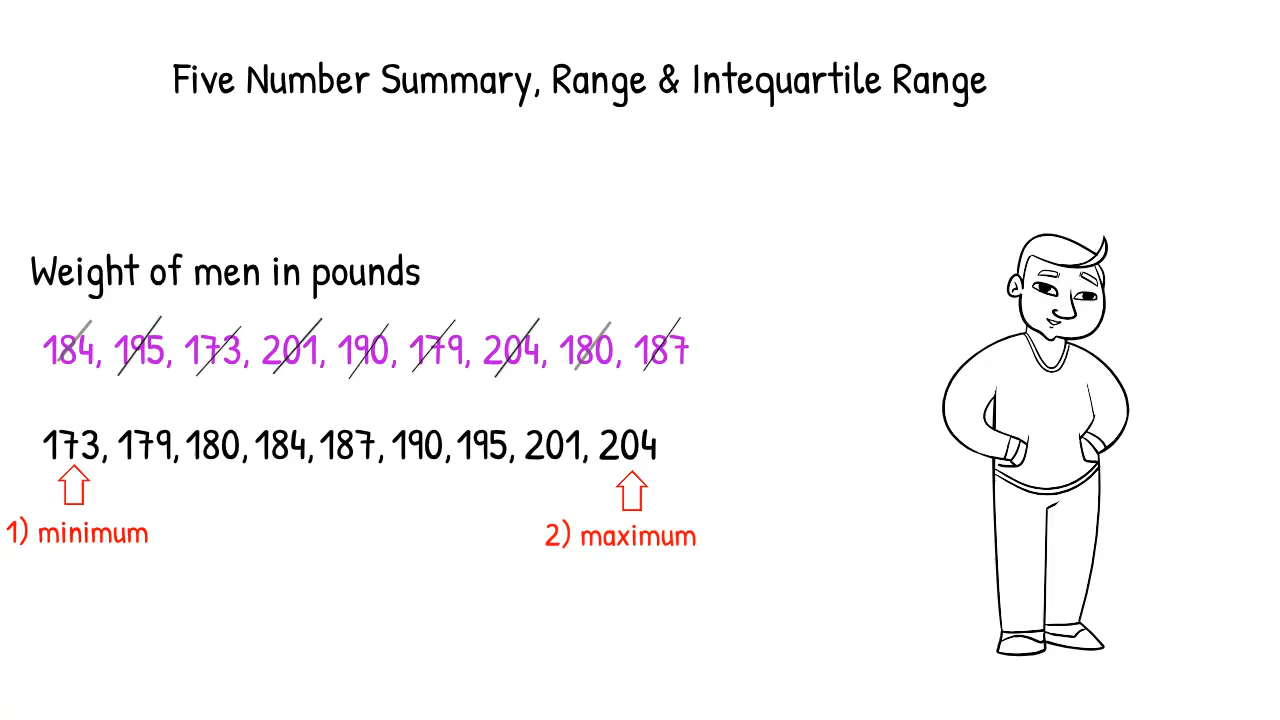 Five Number Summary, Range & Intequartile Range
Weight of men in pounds
184, 195, 173, 201, 190, 179, 204, 180, 187
173, 179, 180, 184, 187, 190, 195, 201, 204
1) minimum
2) maximum